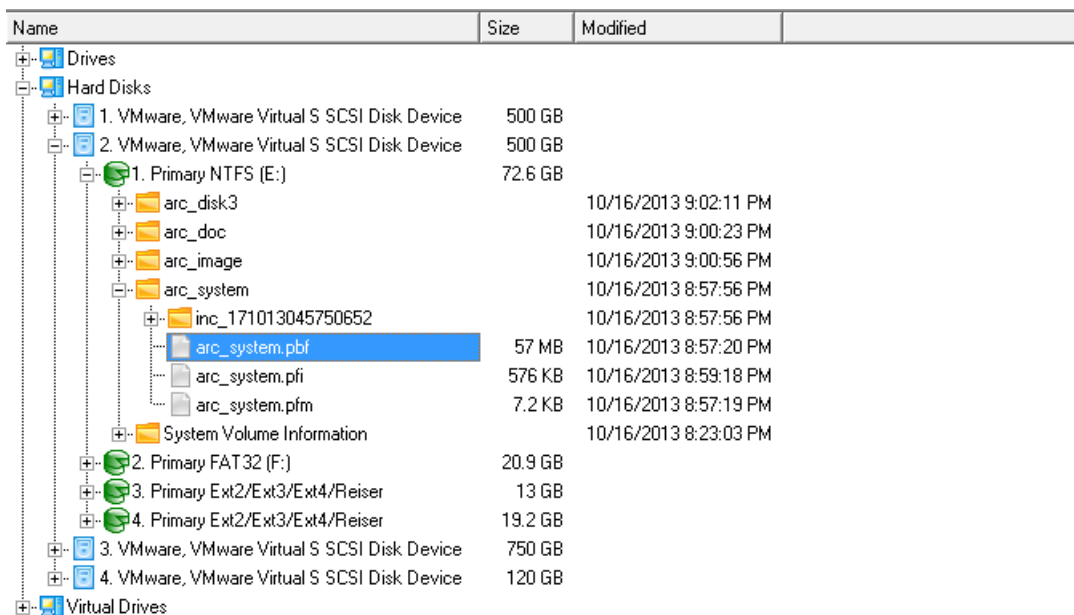 Name Size Modified
Drives
Hard Disks
1. VMware, VMware Virtual S SCSI Disk Device 500 GB
2. VMware, VMware Virtual S SCSI Disk Device 500 GB
1. Primary NTFS (E:) 72.6 GB
arc_disk3 10/16/2013 9:02:11 PM
arc_doc 10/16/2013 9:00:23 PM
arc_image 10/16/2013 9:00:56 PM
arc_system 10/16/2013 8:57:56 PM
inc_171013045750652 10/16/2013 8:57:56 PM
arc_system.pbf 57 MB 10/16/2013 8:57:20 PM
arc_system.pfi 576 KB 10/16/2013 8:59:18 PM
arc_system.pfm 7.2 KB 10/16/2013 8:57:19 PM
System Volume Information 10/16/2013 8:23:03 PM
2. Primary FAT32 (F:) 20.9 GB
3. Primary Ext2/Ext3/Ext4/Reiser 13 GB
4. Primary Ext2/Ext3/Ext4/Reiser 19.2 GB
3. VMware, VMware Virtual S SCSI Disk Device 750 GB
4. VMware, VMware Virtual S SCSI Disk Device 120 GB
Virtual Drives